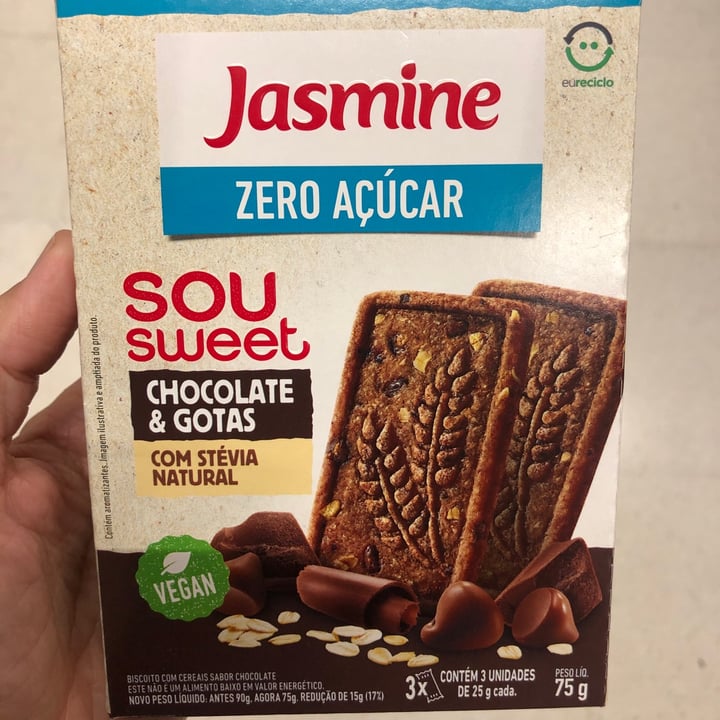 eureciclo
Jasmine
ZERO AÇÚCAR
SOU
sweet
CHOCOLATE
& GOTAS
COM STÉVIA
NATURAL
Contém aromatizantes. Imagem ilustrativa e ampliada do produto.
VEGAN
BISCOITO COM CEREAIS SABOR CHOCOLATE
ESTE NÃO É UM ALIMENTO BAIXO EM VALOR ENERGÉTICO.
NOVO PESO LÍQUIDO: ANTES 90g, AGORA 75g. REDUÇÃO DE 15g (17%)
3x
CONTÉM 3 UNIDADES
DE 25 g cada.
PESO LÍQ.
75 g